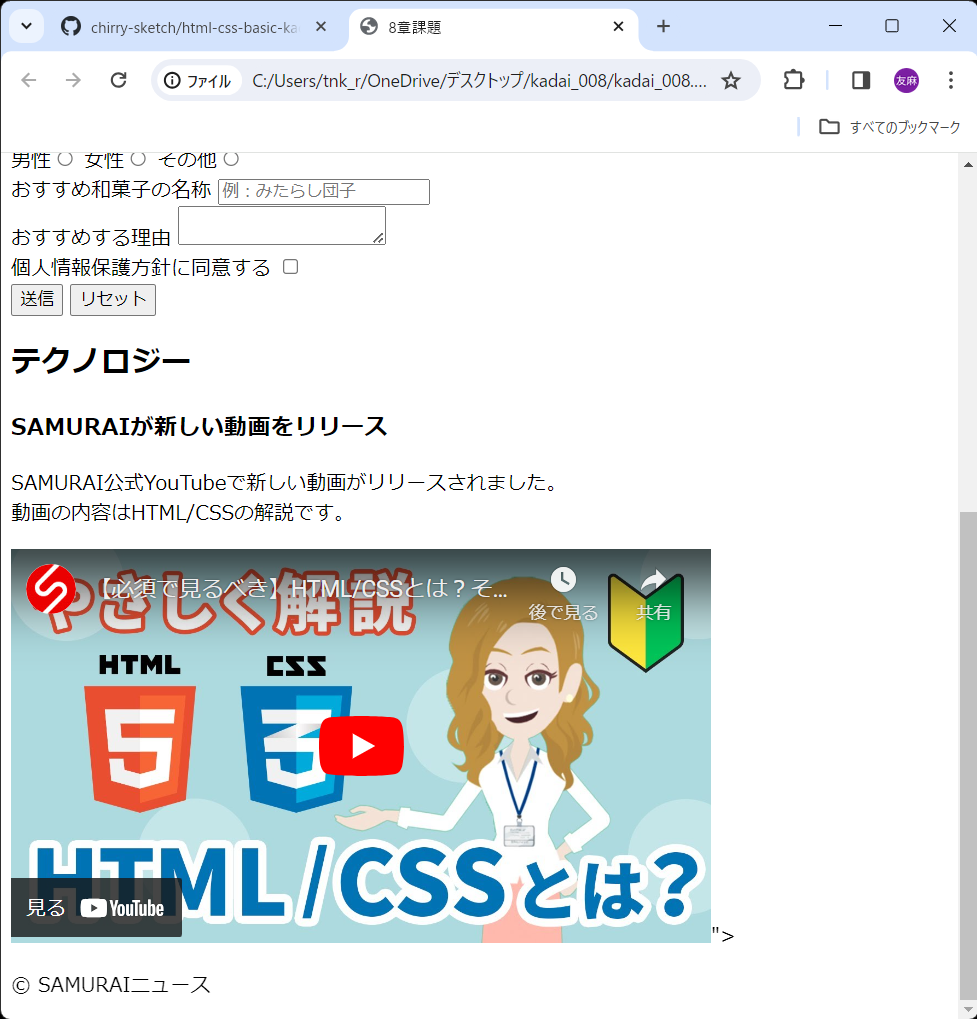 chirry-sketch/html-css-basic-ka
8章課題
ファイル
C:/Users/tnk_r/OneDrive/デスクトップ/kadai_008/kadai_008....
友麻
すべてのブックマーク
男性 女性 その他
おすすめ和菓子の名称 例：みたらし団子
おすすめする理由
個人情報保護方針に同意する
送信 リセット
テクノロジー
SAMURAIが新しい動画をリリース
SAMURAI公式YouTubeで新しい動画がリリースされました。
動画の内容はHTML/CSSの解説です。
【必須で見るべき】HTML/CSSとは？そ...
後で見る 共有
やさしく解説
HTML CSS
5 3
HTML/CSSとは?
見る YouTube
">
© SAMURAIニュース